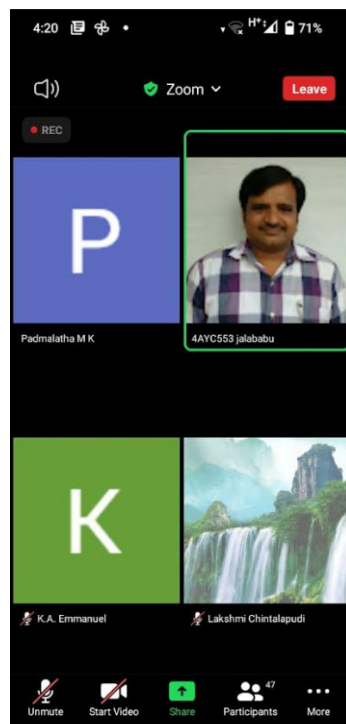 4:20 H+ 71%
Zoom Leave
REC
P
Padmalatha M K 4AYC553 jalababu
K
K.A. Emmanuel Lakshmi Chintalapudi
47
Unmute Start Video Share Participants More